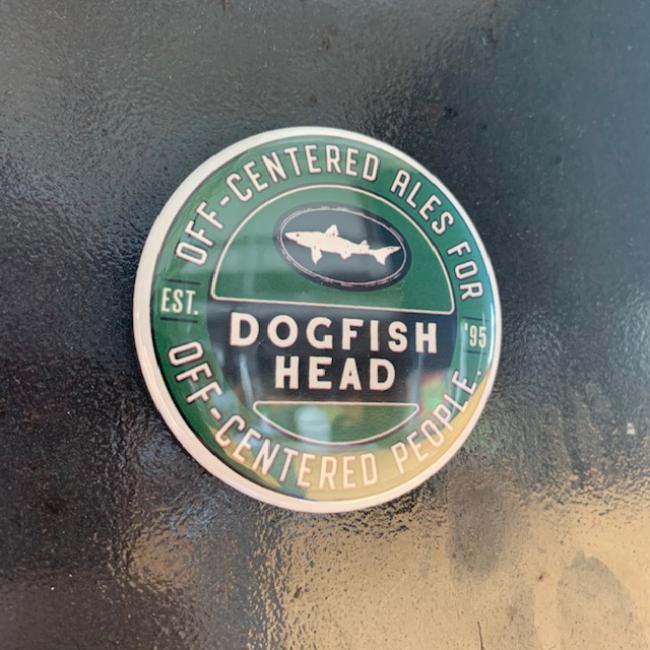 OFF-CENTERED ALES FOR
EST.
'95
DOGFISH
HEAD
OFF-CENTERED PEOPLE.